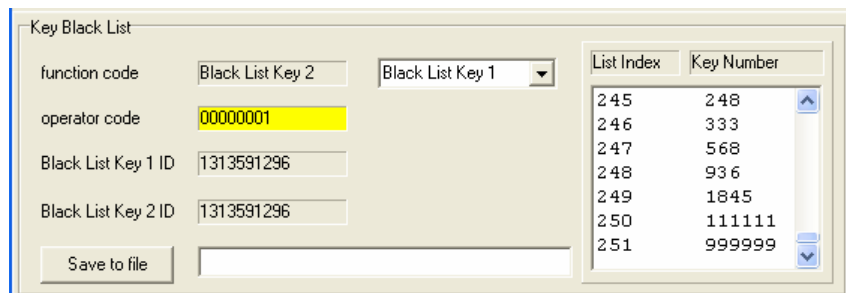 Key Black List
function code Black List Key 2 Black List Key 1
operator code 00000001
Black List Key 1 ID 1313591296
Black List Key 2 ID 1313591296
Save to file
List Index Key Number
245 248
246 333
247 568
248 936
249 1845
250 111111
251 999999